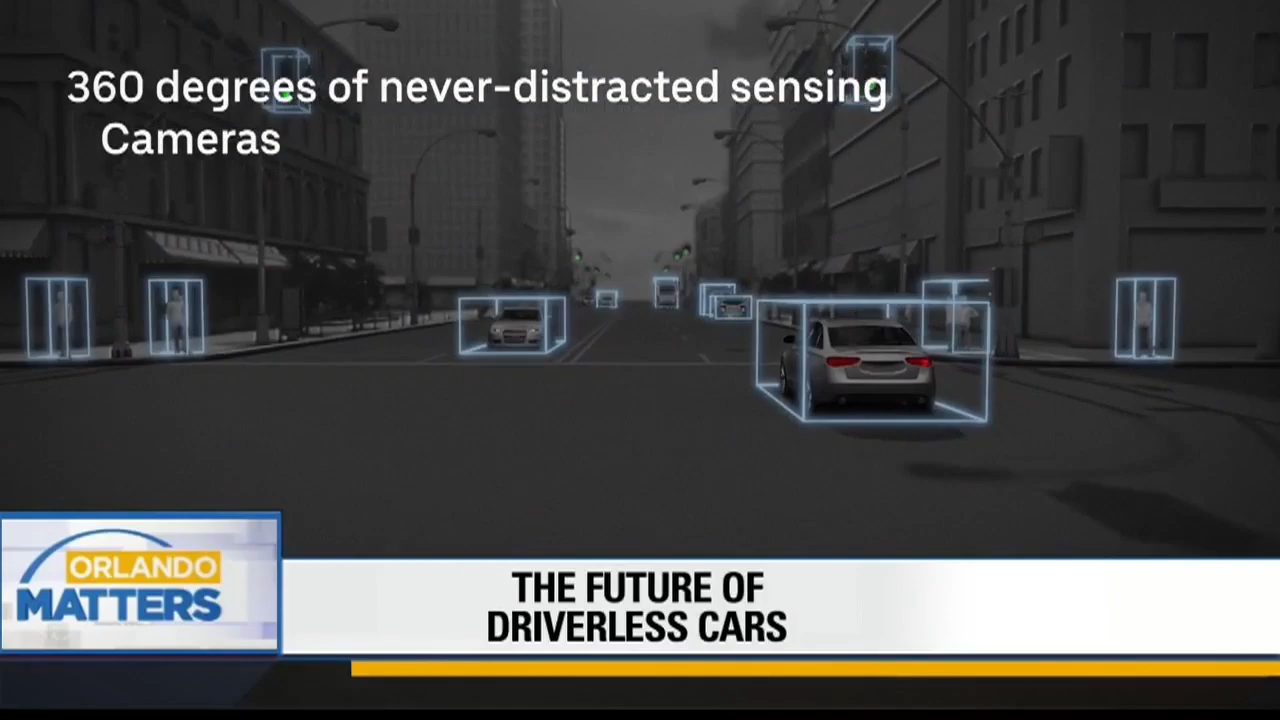 360 degrees of never-distracted sensing
Cameras
ORLANDO
MATTERS
THE FUTURE OF
DRIVERLESS CARS